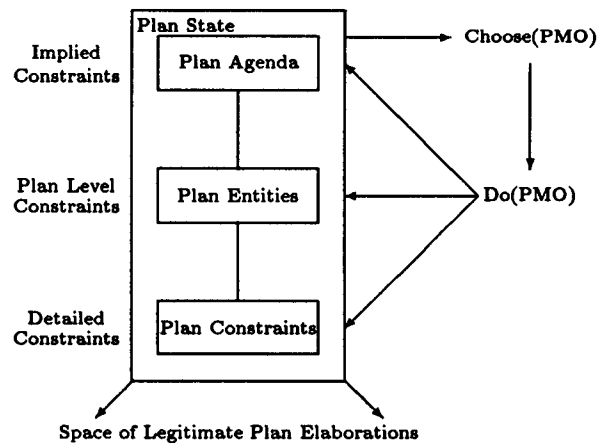 Plan State
Implied
Constraints
Plan Agenda
Choose(PMO)
Plan Level
Constraints
Plan Entities
Do(PMO)
Detailed
Constraints
Plan Constraints
Space of Legitimate Plan Elaborations